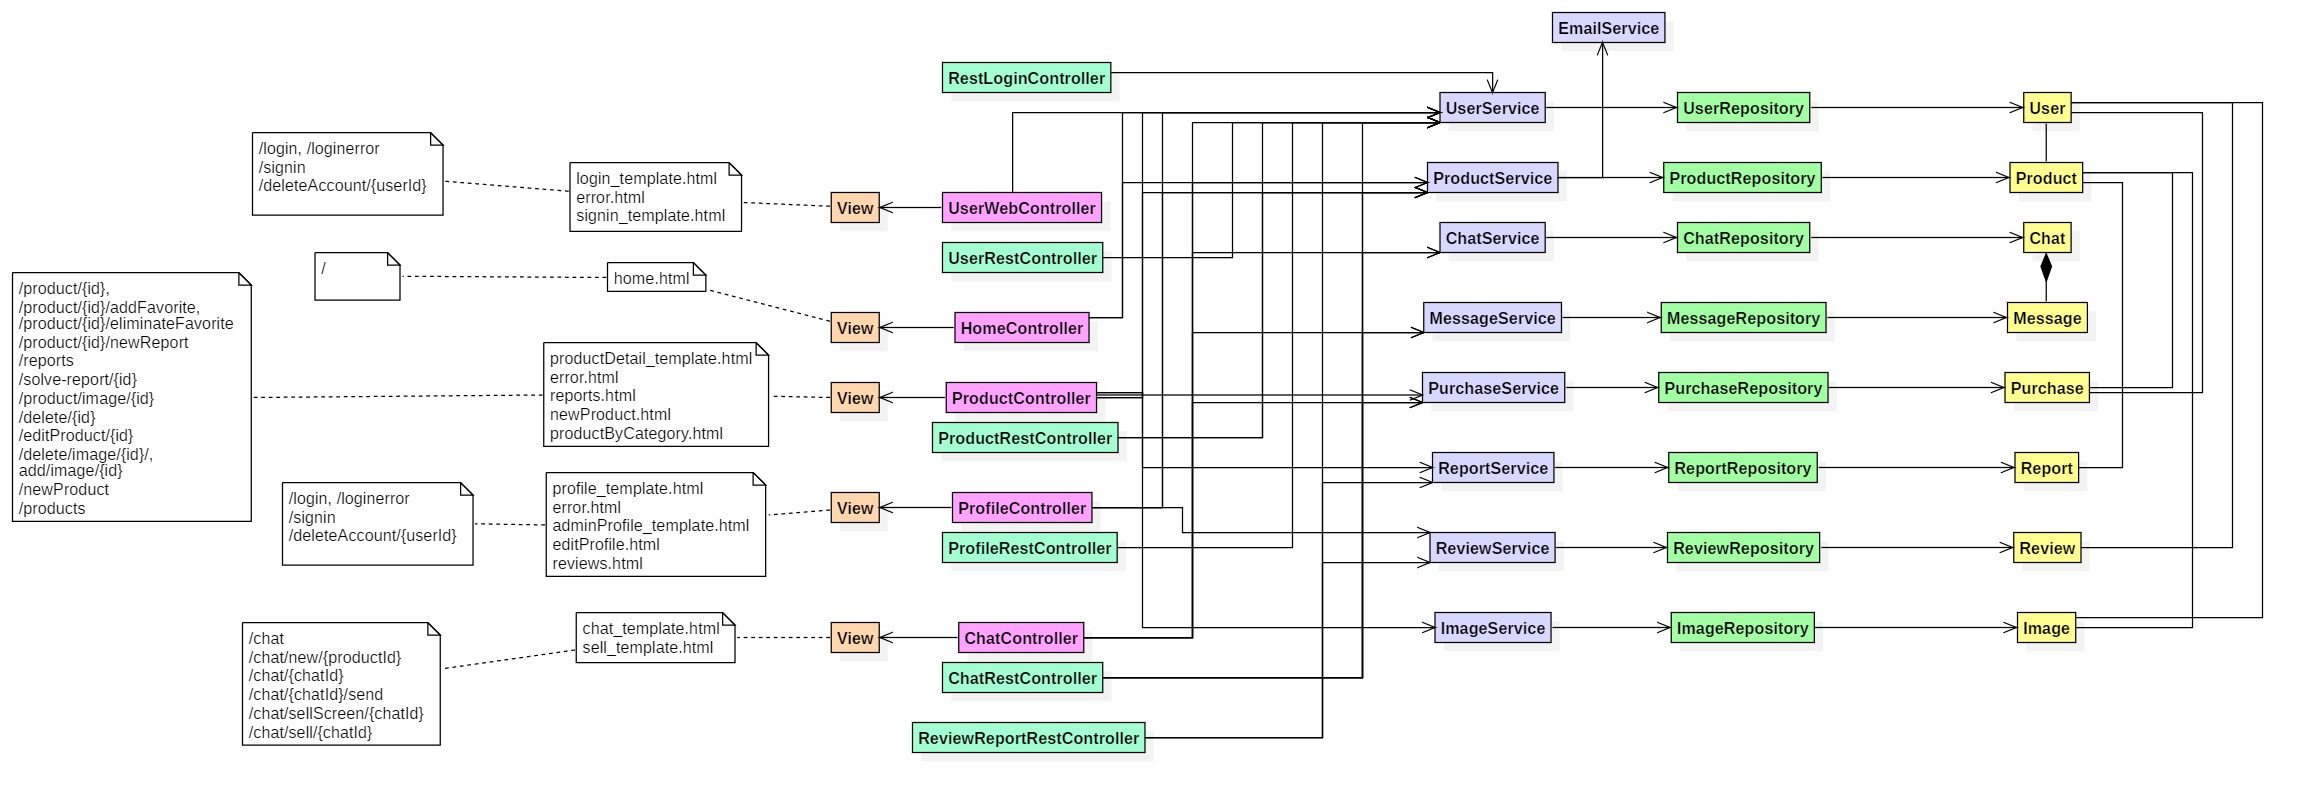 EmailService
RestLoginController
UserService
UserRepository
User
/login, /loginerror
/signin
/deleteAccount/{userId}
login_template.html
error.html
signin_template.html
View
UserWebController
ProductService
ProductRepository
Product
UserRestController
ChatService
ChatRepository
Chat
/
home.html
View
HomeController
MessageService
MessageRepository
Message
/product/{id},
/product/{id}/addFavorite,
/product/{id}/eliminateFavorite
/product/{id}/newReport
/reports
/solve-report/{id}
/product/image/{id}
/delete/{id}
/editProduct/{id}
/delete/image/{id}/,
add/image/{id}
/newProduct
/products
productDetail_template.html
error.html
reports.html
newProduct.html
productByCategory.html
View
ProductController
PurchaseService
PurchaseRepository
Purchase
ProductRestController
ReportService
ReportRepository
Report
/login, /loginerror
/signin
/deleteAccount/{userId}
profile_template.html
error.html
adminProfile_template.html
editProfile.html
reviews.html
View
ProfileController
ProfileRestController
ReviewService
ReviewRepository
Review
/chat
/chat/new/{productId}
/chat/{chatId}
/chat/{chatId}/send
/chat/sellScreen/{chatId}
/chat/sell/{chatId}
chat_template.html
sell_template.html
View
ChatController
ImageService
ImageRepository
Image
ChatRestController
ReviewReportRestController